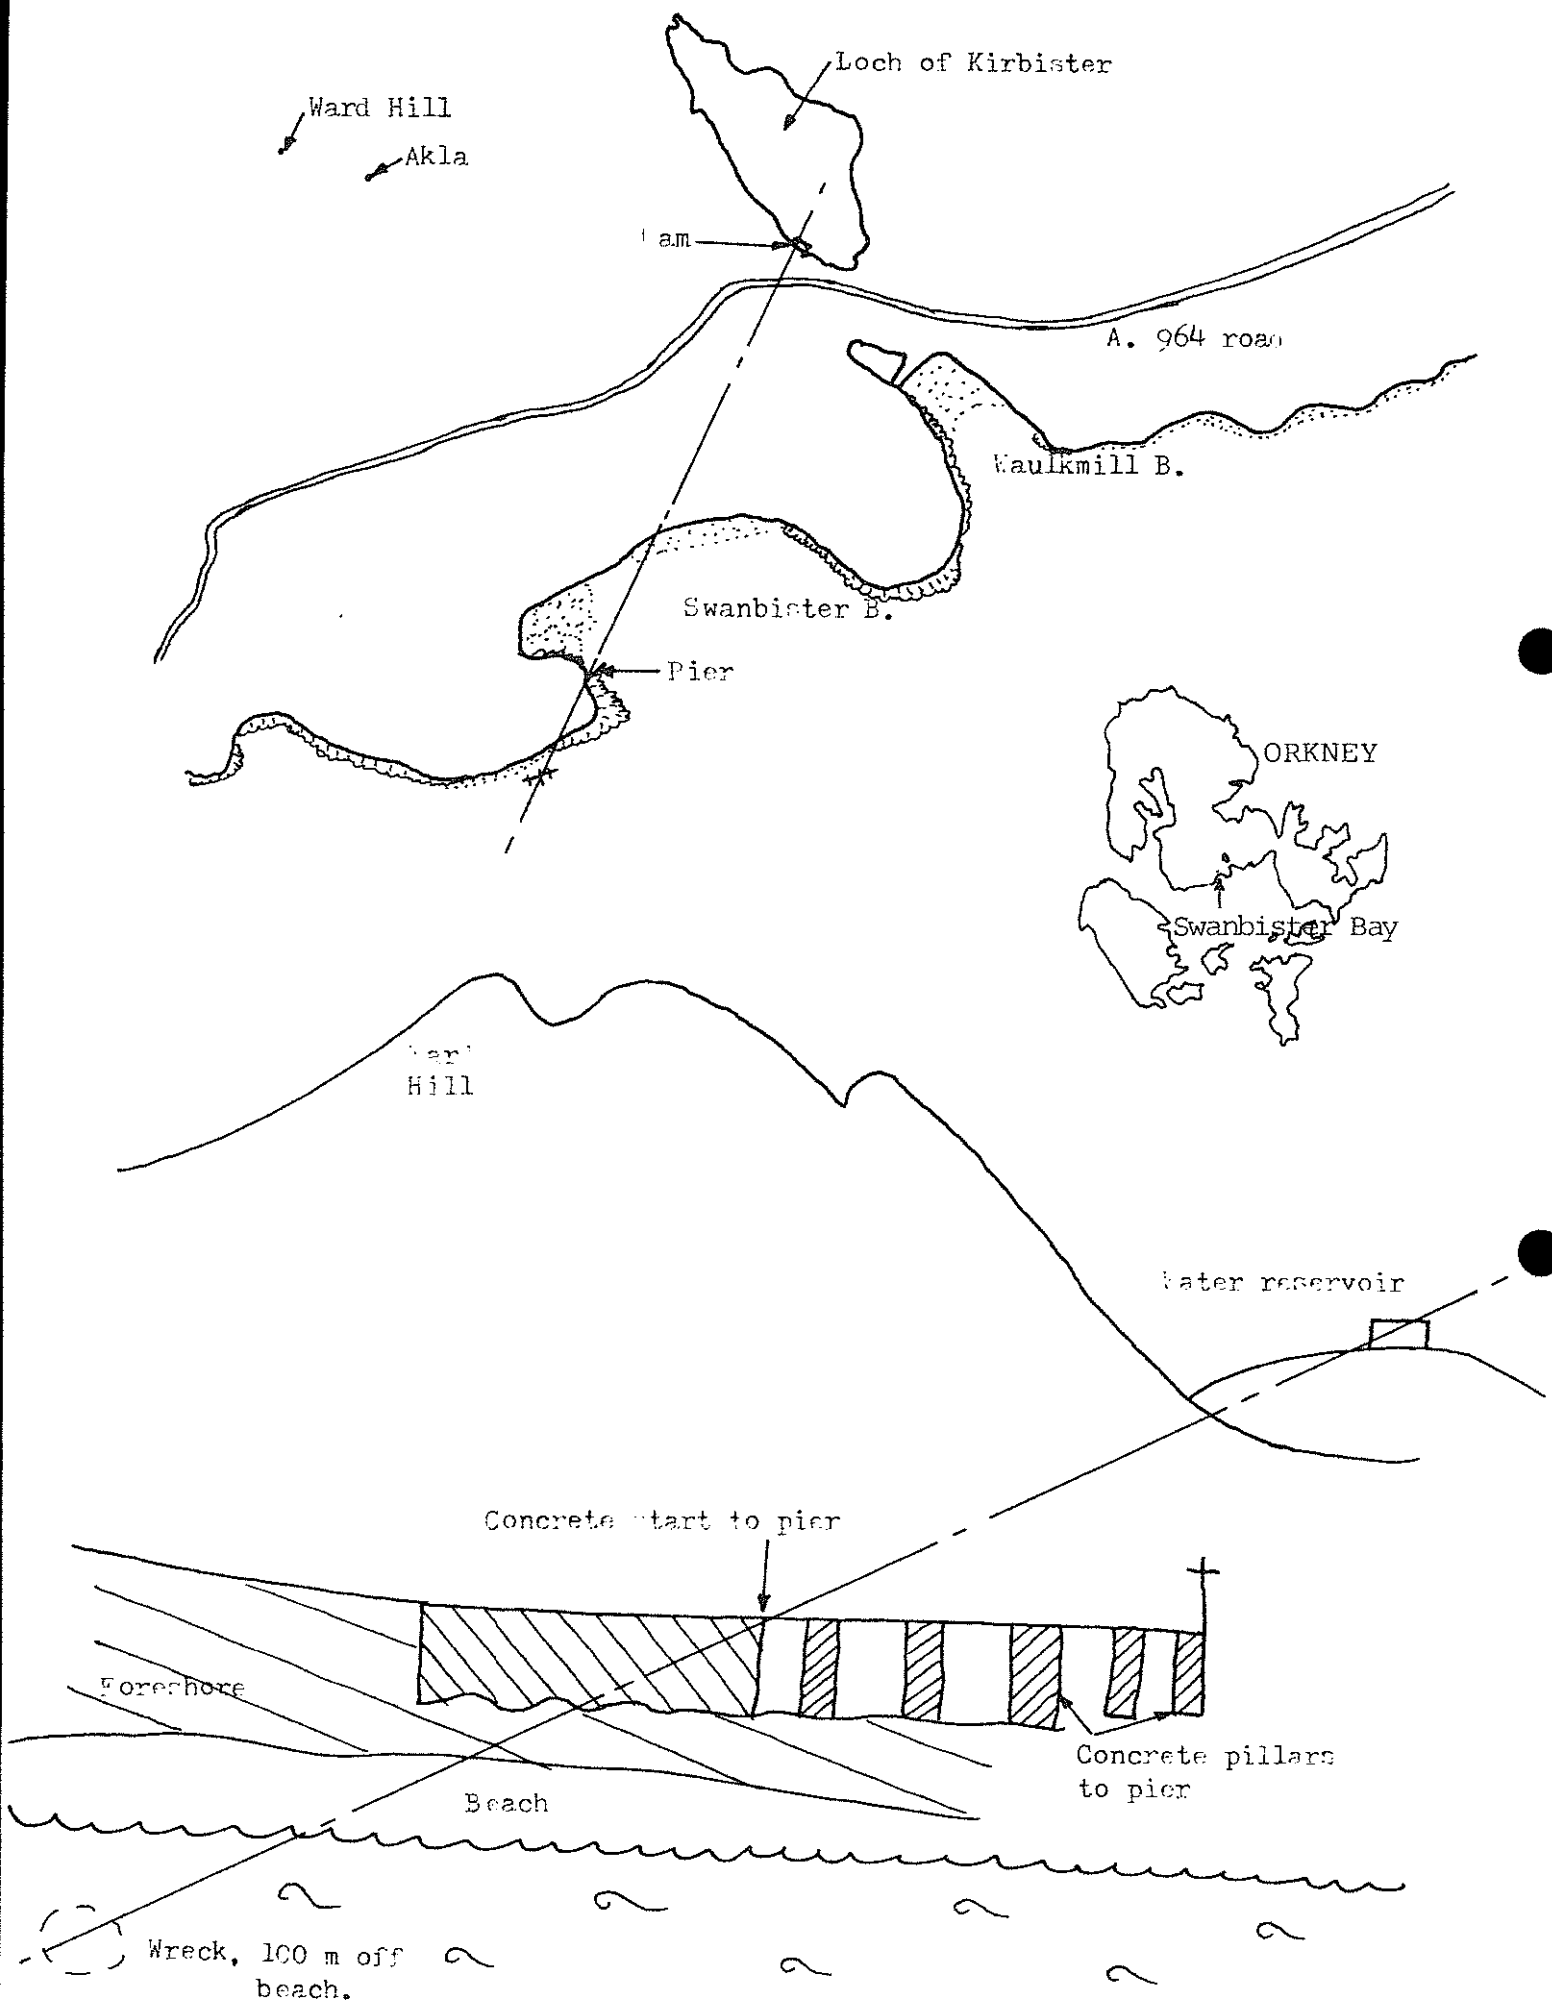 Loch of Kirbister
Ward Hill
Akla
am
A. 964 road
Waulkmill B.
Swanbister B.
Pier
ORKNEY
Swanbister Bay
Hill
Water reservoir
Concrete start to pier
Foreshore
Concrete pillars
to pier
Beach
Wreck, 100 m off
beach.